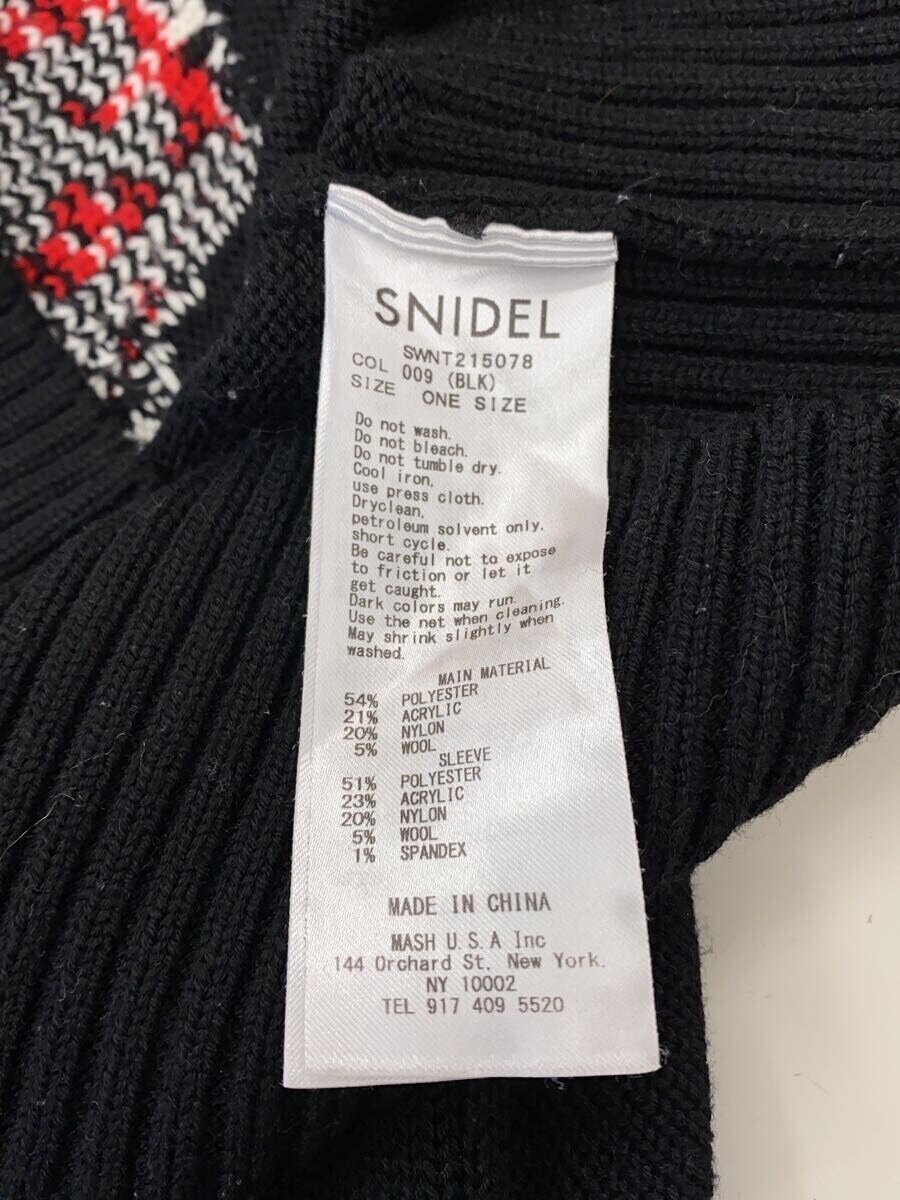 SNIDEL
SWNT215078
COL 009 (BLK)
SIZE ONE SIZE
Do not wash.
Do not bleach.
Do not tumble dry.
Cool iron,
use press cloth.
Dryclean,
petroleum solvent only.
short cycle.
Be careful not to expose
to friction or let it
get caught.
Dark colors may run.
Use the net when cleaning.
May shrink slightly when
washed.
MAIN MATERIAL
54% POLYESTER
21% ACRYLIC
20% NYLON
5% WOOL
SLEEVE
51% POLYESTER
23% ACRYLIC
20% NYLON
5% WOOL
1% SPANDEX
MADE IN CHINA
MASH U.S.A Inc
144 Orchard St, New York.
NY 10002
TEL 917 409 5520